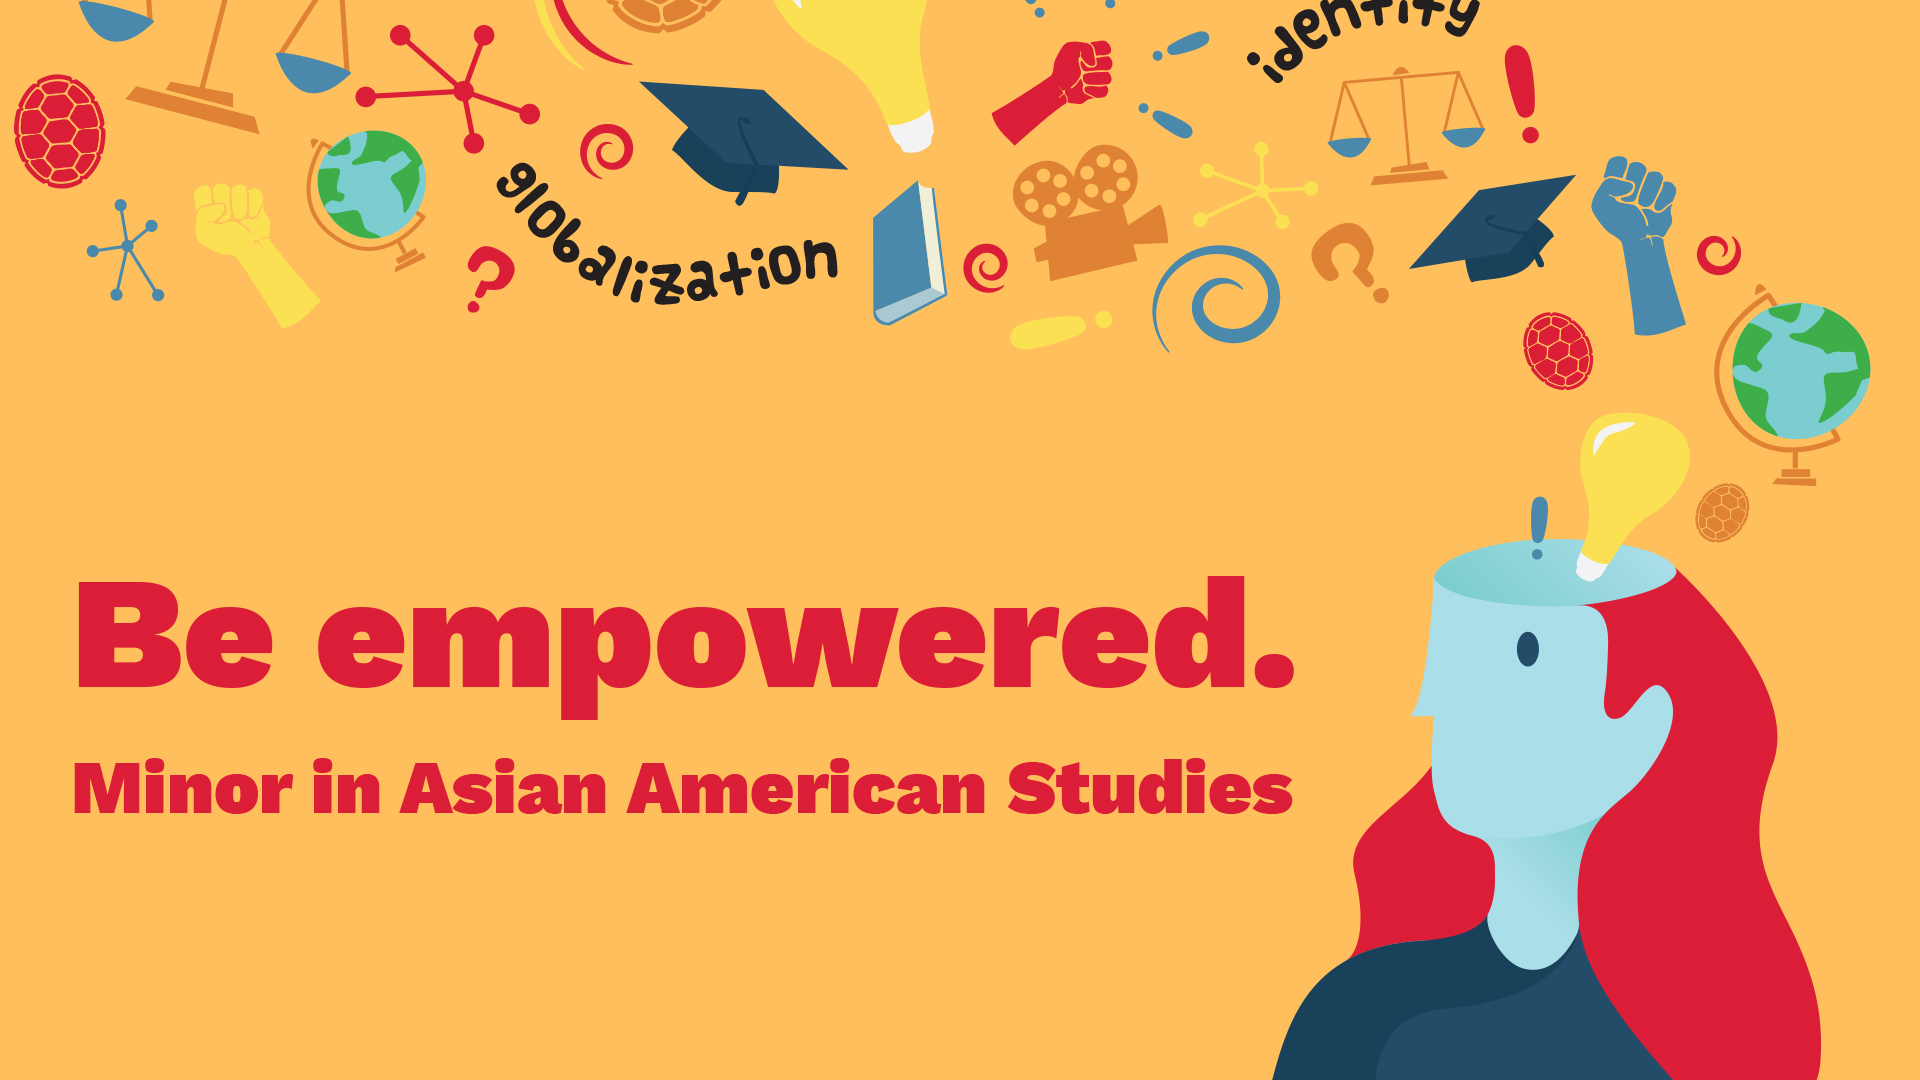 identity
globalization
Be empowered.
Minor in Asian American Studies